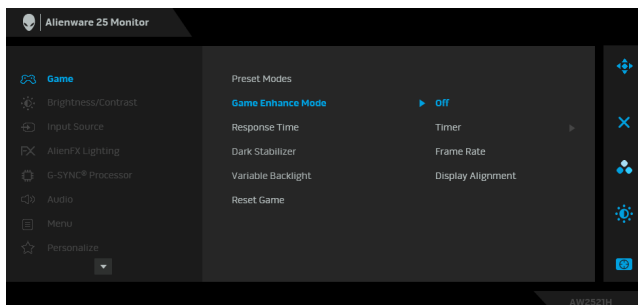 Alienware 25 Monitor
Game
Brightness/Contrast
Input Source
FX AlienFX Lighting
G-SYNC® Processor
Audio
Menu
Personalize
Preset Modes
Game Enhance Mode
Response Time
Dark Stabilizer
Variable Backlight
Reset Game
Off
Timer
Frame Rate
Display Alignment
AW2521H